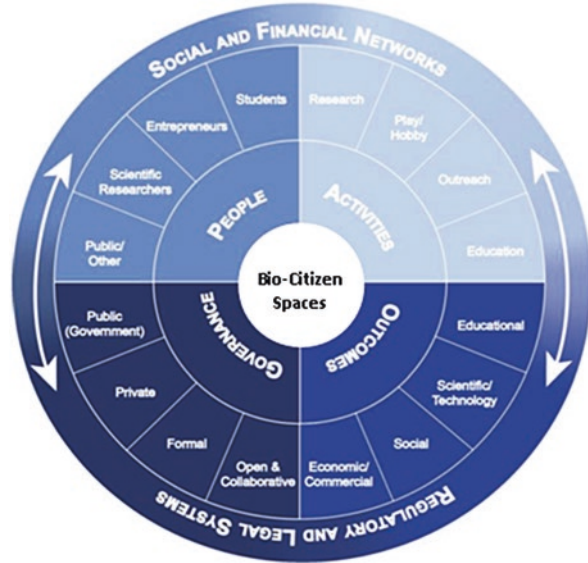 SOCIAL AND FINANCIAL NETWORKS
Students
Research
Entrepreneurs
Play/
Hobby
Scientific
Researchers
Outreach
Public/
Other
Education
PEOPLE
ACTIVITIES
Bio-Citizen
Spaces
GOVERNANCE
OUTCOMES
Public
(Government)
Educational
Private
Scientific/
Technology
Formal
Social
Open &
Collaborative
Economic/
Commercial
REGULATORY AND LEGAL SYSTEMS